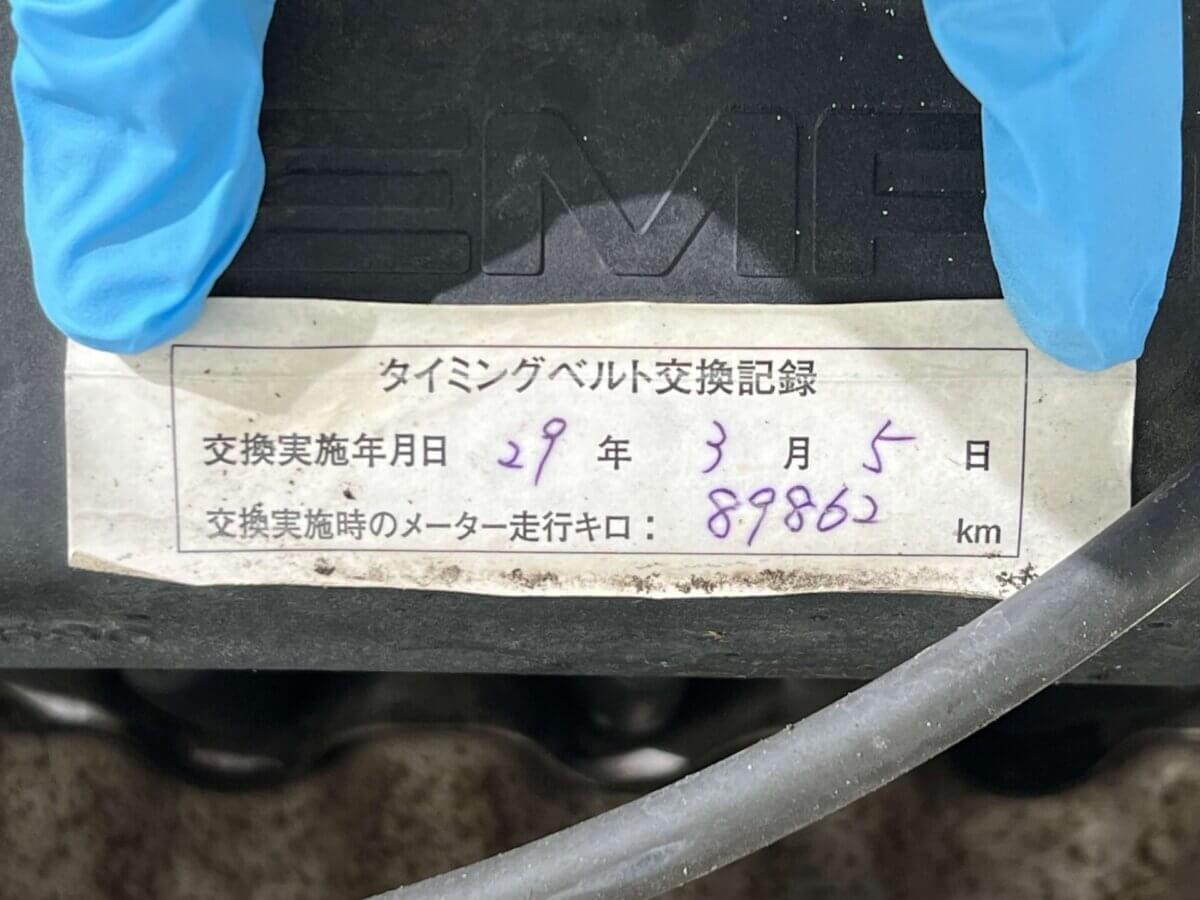 EMP
タイミングベルト交換記録
交換実施年月日 29 年 3 月 5 日
交換実施時のメーター走行キロ： 89862 km